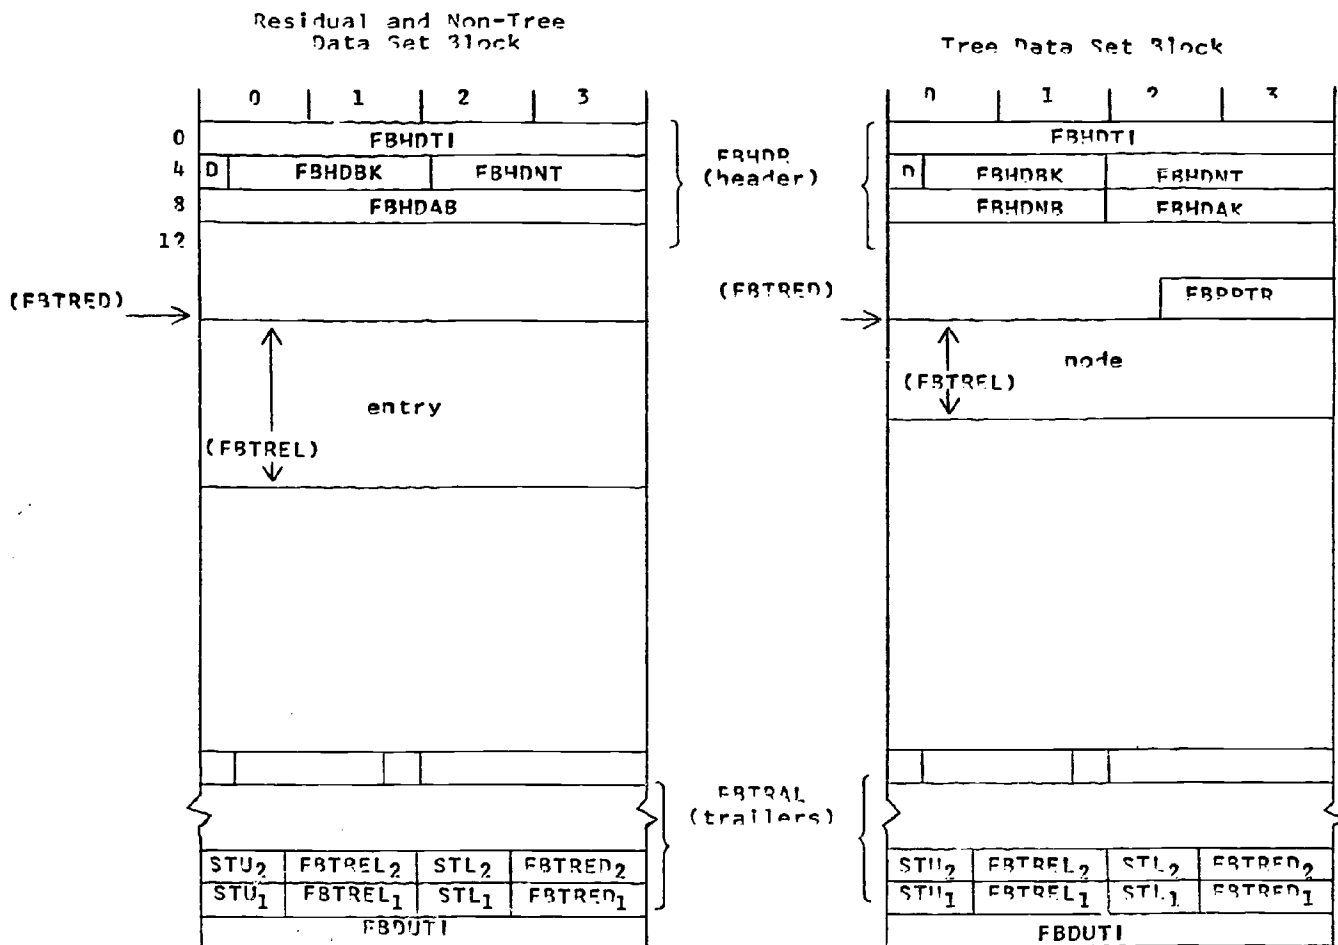 Residual and Non-Tree
Data Set Block
0 1 2 3
0 FBHDTI
4 D FBHDBK FBHDNT
8 FBHDAB
12
(FBTRED)
entry
(FBTREL)
STU2 FBTREL2 STL2 FBTRED2
STU1 FBTREL1 STL1 FBTRED1
FBDUTI
FBHDR
(header)
FBTRAL
(trailers)
Tree Data Set Block
0 1 2 3
FBHDTI
D FBHDBK FBHDNT
FBHDNB FBHDAK
(FBTRED)
FBPPTR
node
(FBTREL)
STU2 FBTREL2 STL2 FBTRED2
STU1 FBTREL1 STL1 FBTRED1
FBDUTI